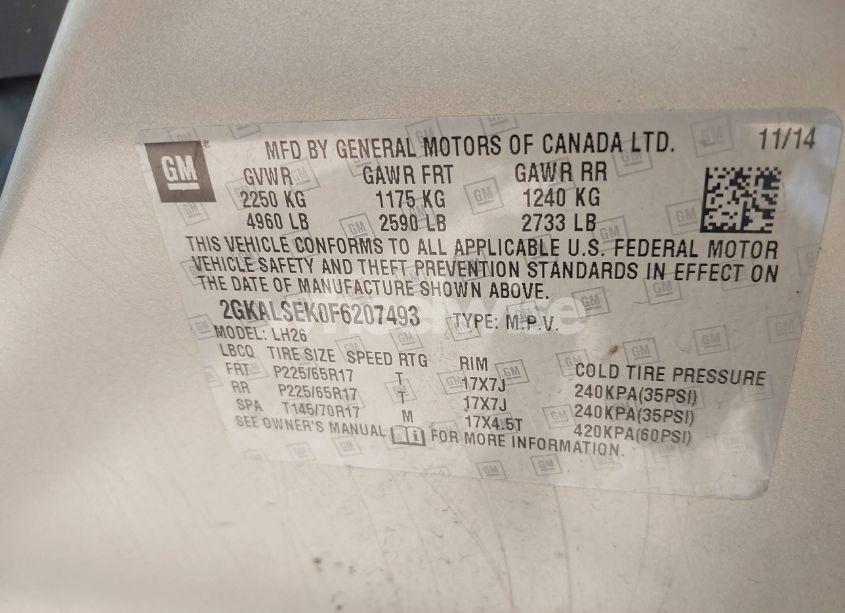 GM
MFD BY GENERAL MOTORS OF CANADA LTD. 11/14
GVWR GAWR FRT GAWR RR
2250 KG 1175 KG 1240 KG
4960 LB 2590 LB 2733 LB
THIS VEHICLE CONFORMS TO ALL APPLICABLE U.S. FEDERAL MOTOR
VEHICLE SAFETY AND THEFT PREVENTION STANDARDS IN EFFECT ON
THE DATE OF MANUFACTURE SHOWN ABOVE.
2GKALSEK0F6207493 TYPE: M.P.V.
MODEL: LH26
LBCQ TIRE SIZE SPEED RTG RIM COLD TIRE PRESSURE
FRT P225/65R17 T 17X7J 240KPA(35PSI)
RR P225/65R17 T 17X7J 240KPA(35PSI)
SPA T145/70R17 M 17X4.5T 420KPA(60PSI)
SEE OWNER'S MANUAL FOR MORE INFORMATION.